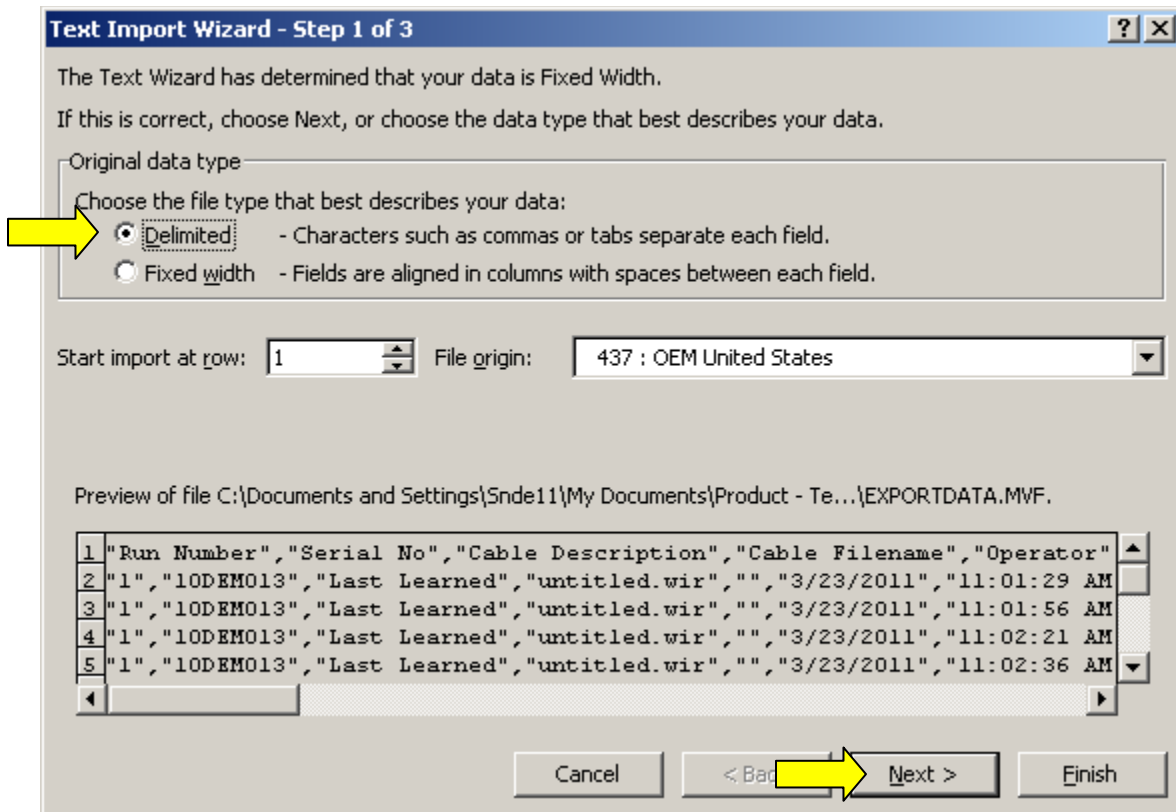 Text Import Wizard - Step 1 of 3
The Text Wizard has determined that your data is Fixed Width.
If this is correct, choose Next, or choose the data type that best describes your data.
Original data type
Choose the file type that best describes your data:
Delimited - Characters such as commas or tabs separate each field.
Fixed width - Fields are aligned in columns with spaces between each field.
Start import at row: 1 File origin: 437 : OEM United States
Preview of file C:\Documents and Settings\Snde11\My Documents\Product - Te...\EXPORTDATA.MVF.
1 "Run Number","Serial No","Cable Description","Cable Filename","Operator"
2 "1","10DEM013","Last Learned","untitled.wir","","3/23/2011","11:01:29 AM
3 "1","10DEM013","Last Learned","untitled.wir","","3/23/2011","11:01:56 AM
4 "1","10DEM013","Last Learned","untitled.wir","","3/23/2011","11:02:21 AM
5 "1","10DEM013","Last Learned","untitled.wir","","3/23/2011","11:02:36 AM
Cancel < Bac Next > Finish